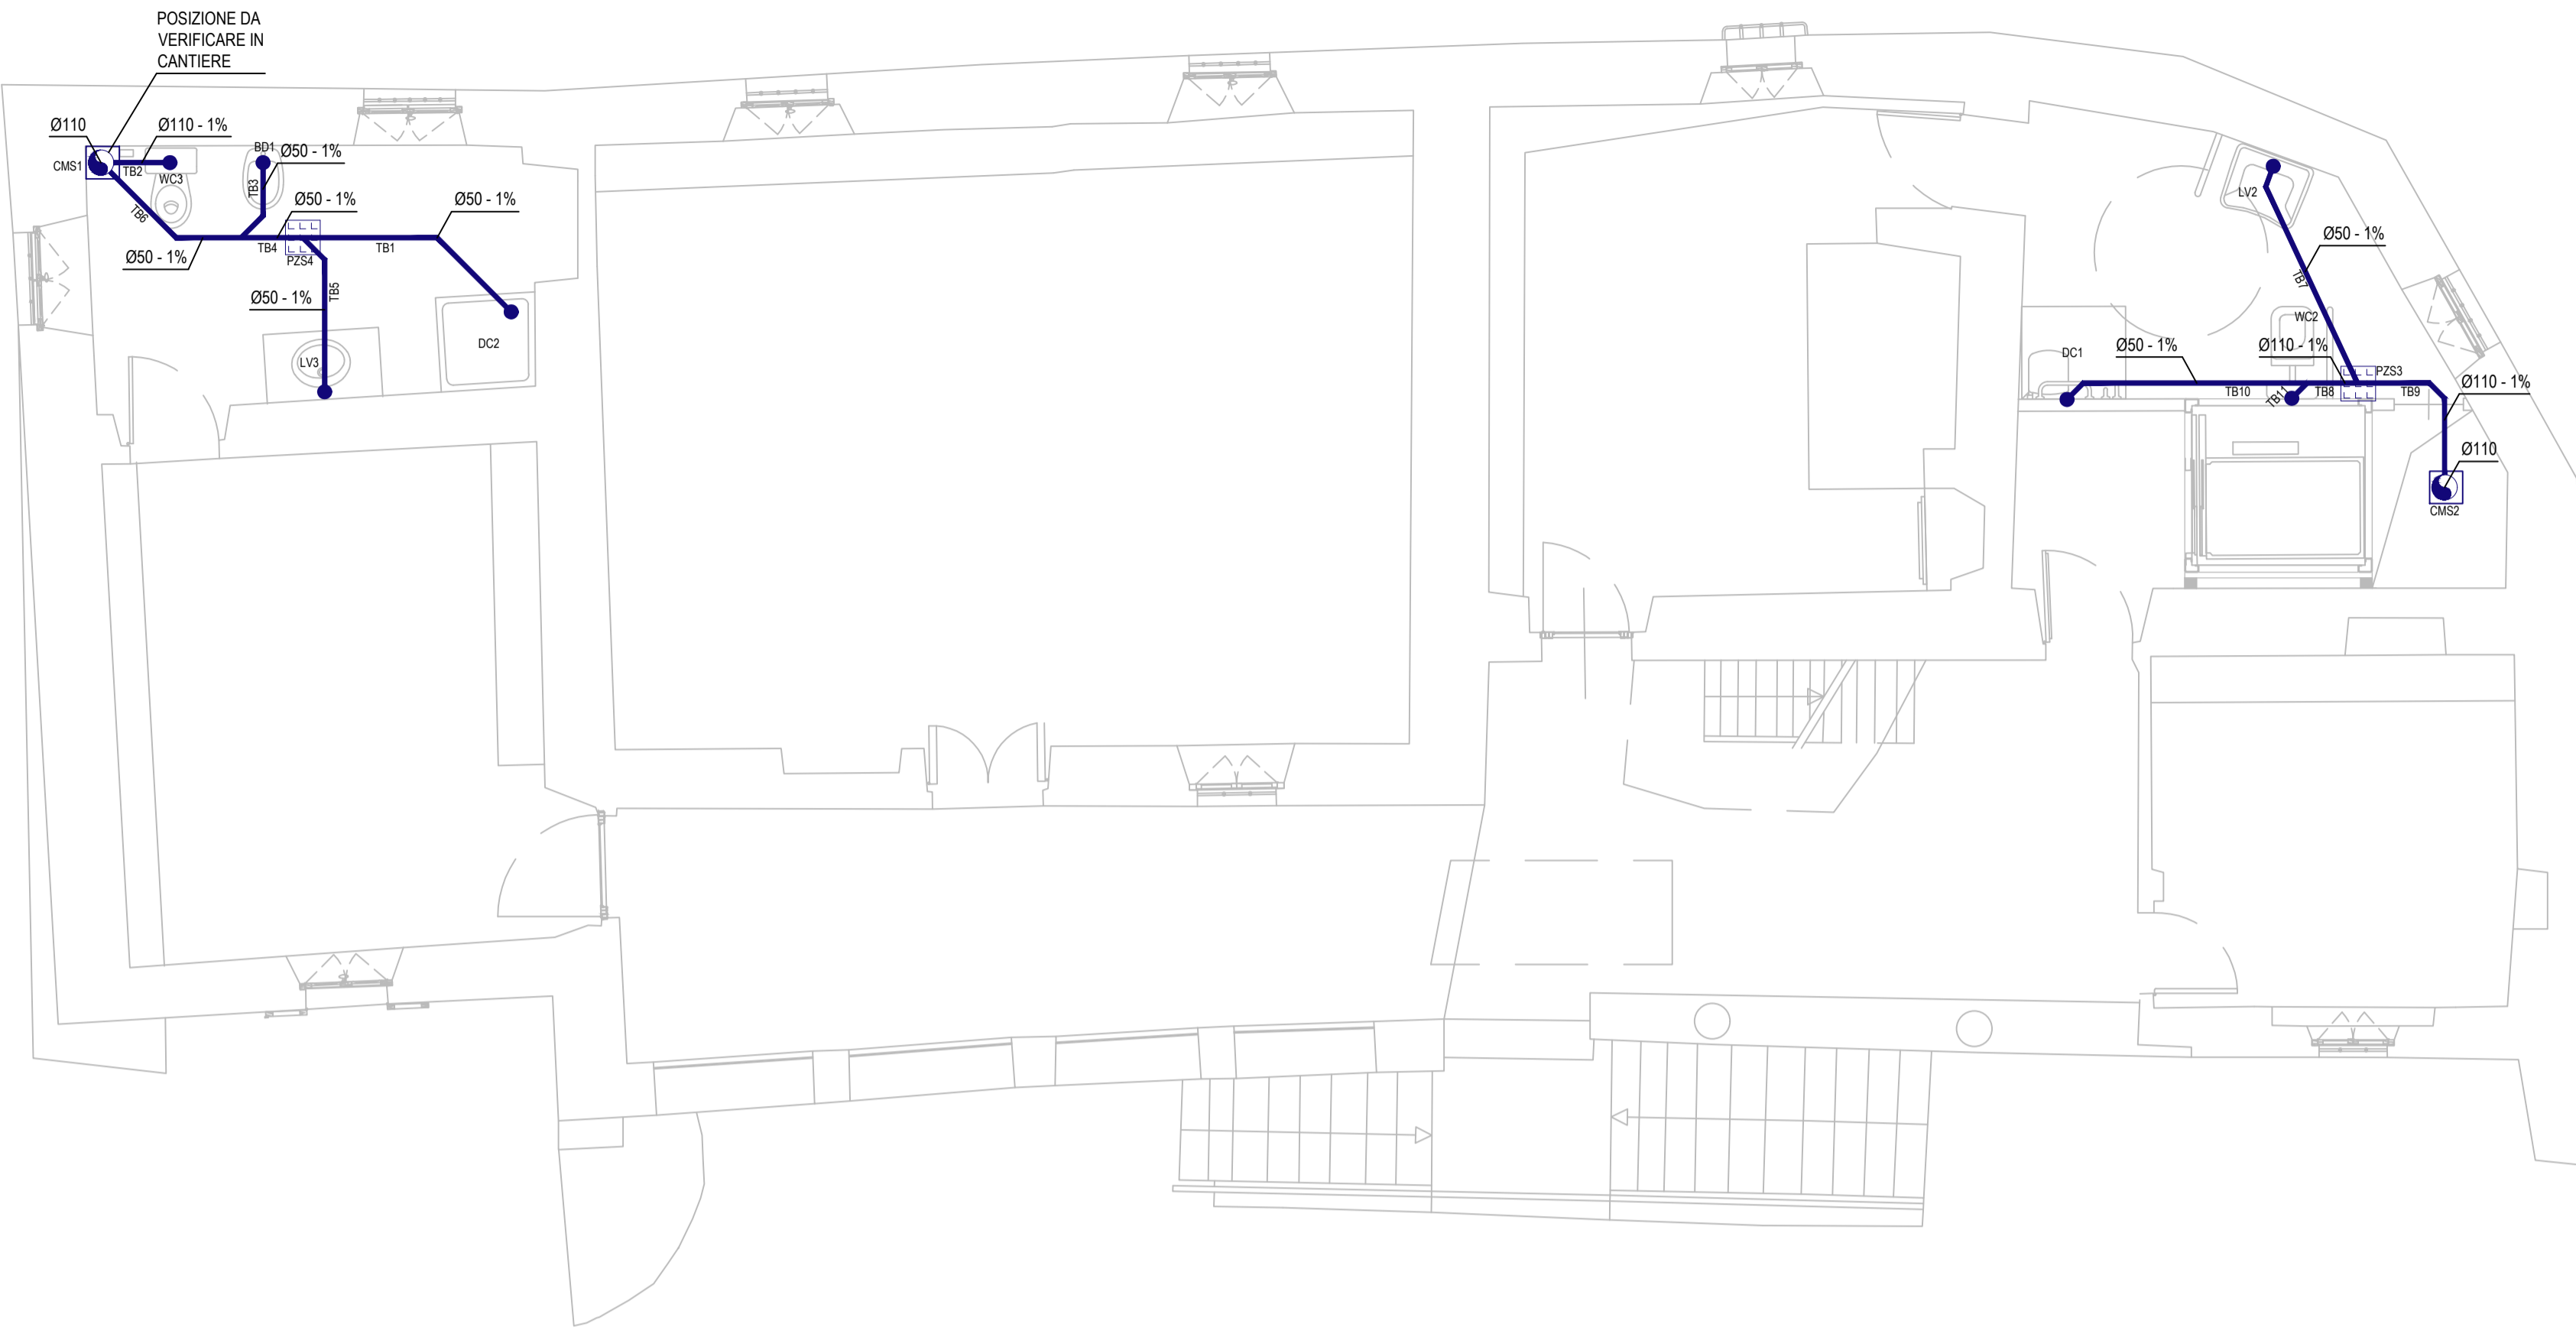 POSIZIONE DA
VERIFICARE IN
CANTIERE
Ø110
Ø110 - 1%
CMS1
TB2
WC3
BD1
Ø50 - 1%
TB3
Ø50 - 1%
Ø50 - 1%
TB6
TB4
TB1
Ø50 - 1%
PZS4
Ø50 - 1%
TB5
LV3
DC2
LV2
Ø50 - 1%
TB7
WC2
DC1
Ø50 - 1%
Ø110 - 1%
PZS3
Ø110 - 1%
TB10
TB11
TB8
TB9
Ø110
CMS2